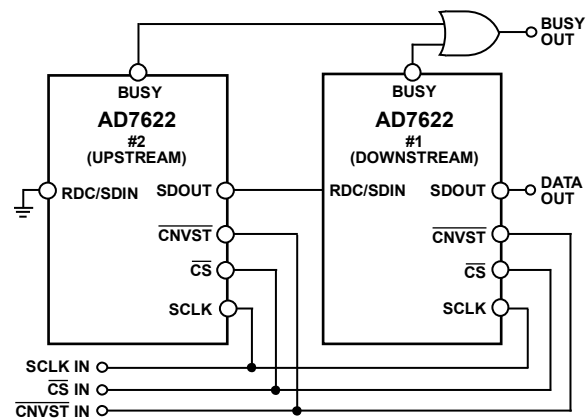 BUSY OUT
BUSY
AD7622
#2
(UPSTREAM)
RDC/SDIN
SDOUT
CNVST
CS
SCLK
BUSY
AD7622
#1
(DOWNSTREAM)
RDC/SDIN
SDOUT
DATA OUT
CNVST
CS
SCLK
SCLK IN
CS IN
CNVST IN